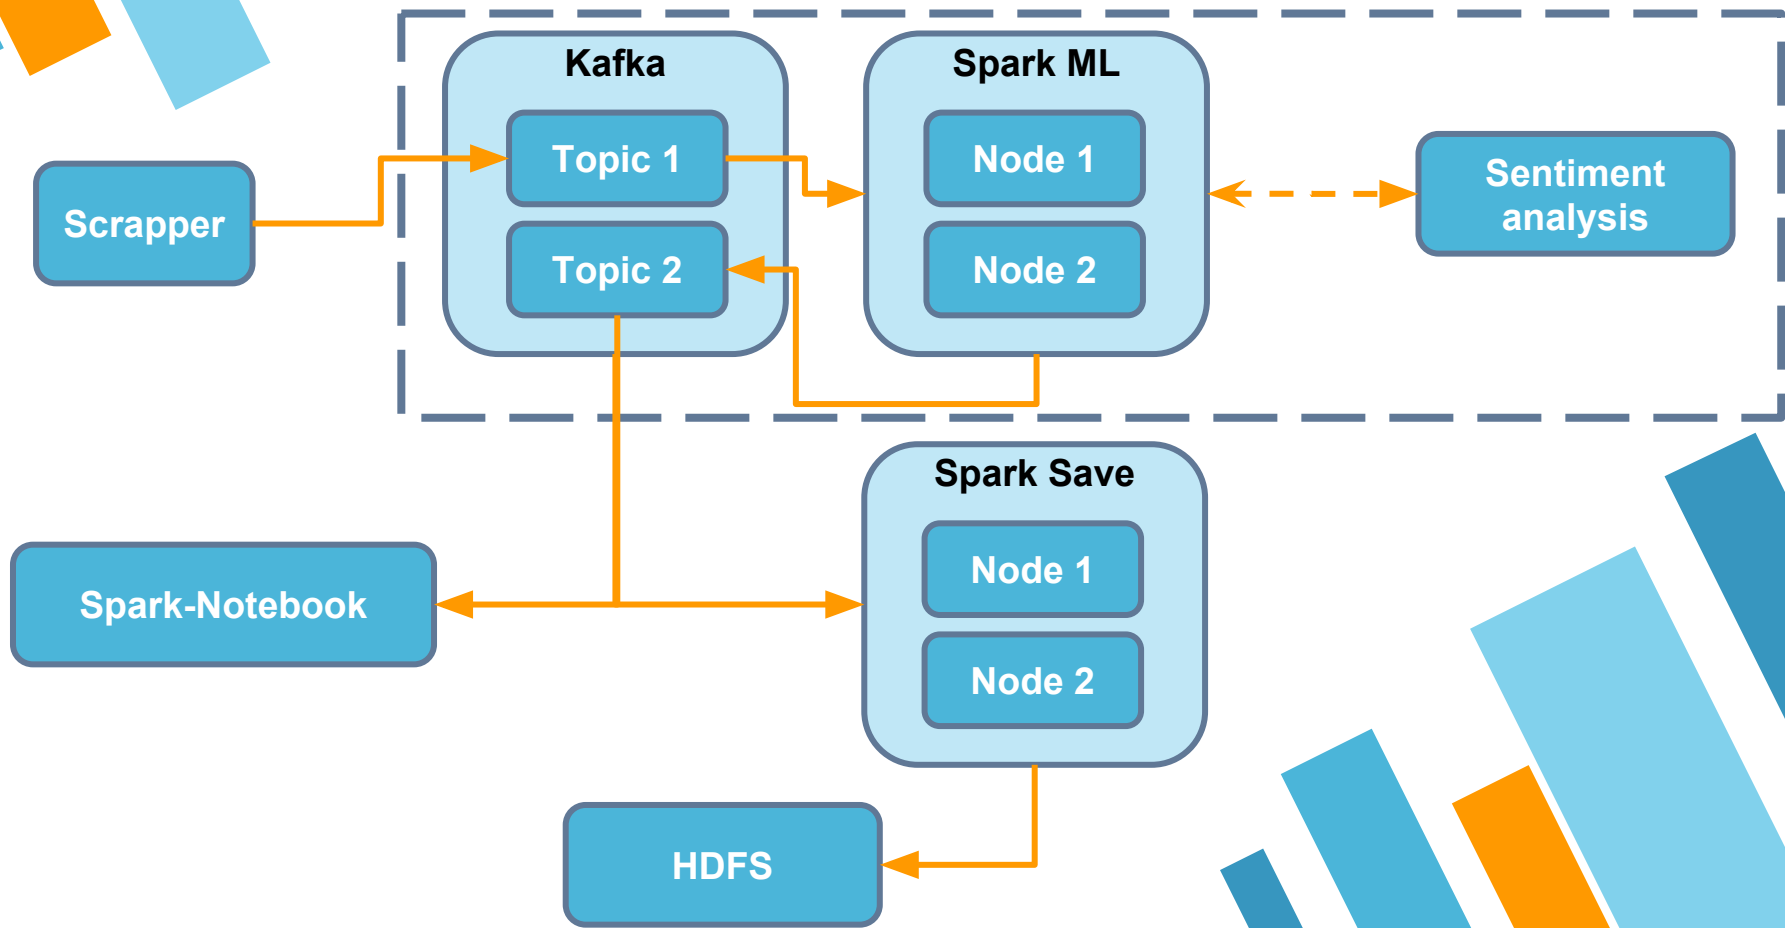 Kafka
Topic 1
Topic 2
Spark ML
Node 1
Node 2
Sentiment
analysis
Scrapper
Spark Save
Node 1
Node 2
Spark-Notebook
HDFS